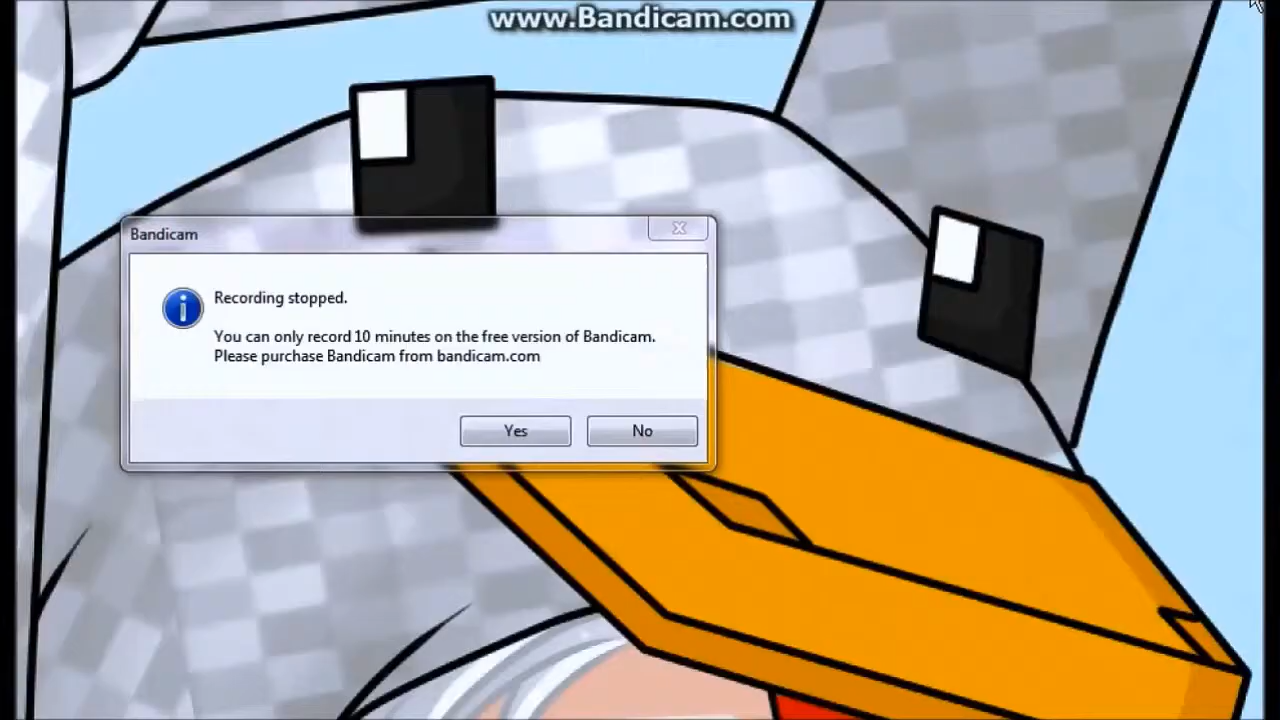 www.Bandicam.com
Bandicam
Recording stopped.
You can only record 10 minutes on the free version of Bandicam.
Please purchase Bandicam from bandicam.com
Yes
No